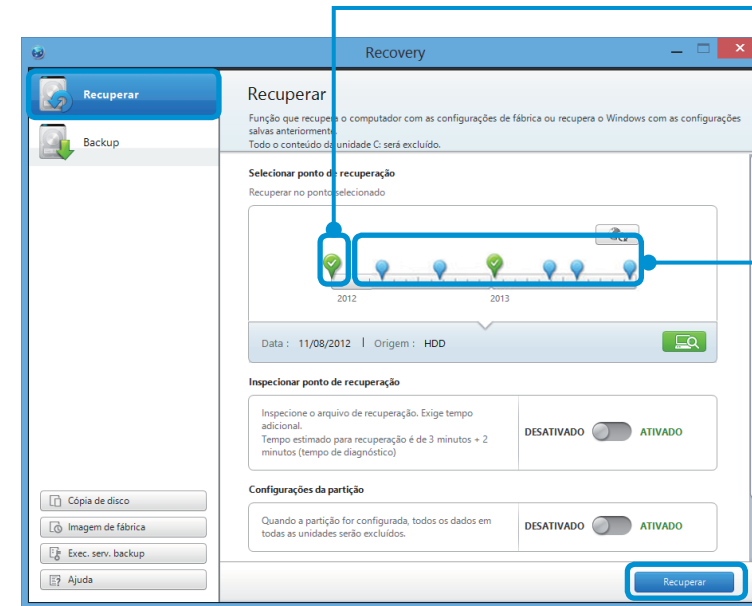 Recovery
Recuperar
Backup
Recuperar
Função que recupera o computador com as configurações de fábrica ou recupera o Windows com as configurações
salvas anteriormente.
Todo o conteúdo da unidade C: será excluído.
Selecionar ponto de recuperação
Recuperar no ponto selecionado
2012 2013
Data : 11/08/2012 | Origem : HDD
Inspecionar ponto de recuperação
Inspecione o arquivo de recuperação. Exige tempo
adicional.
Tempo estimado para recuperação é de 3 minutos + 2
minutos (tempo de diagnóstico)
DESATIVADO ATIVADO
Configurações da partição
Quando a partição for configurada, todos os dados em
todas as unidades serão excluídos.
DESATIVADO ATIVADO
Cópia de disco
Imagem de fábrica
Exec. serv. backup
Ajuda
Recuperar